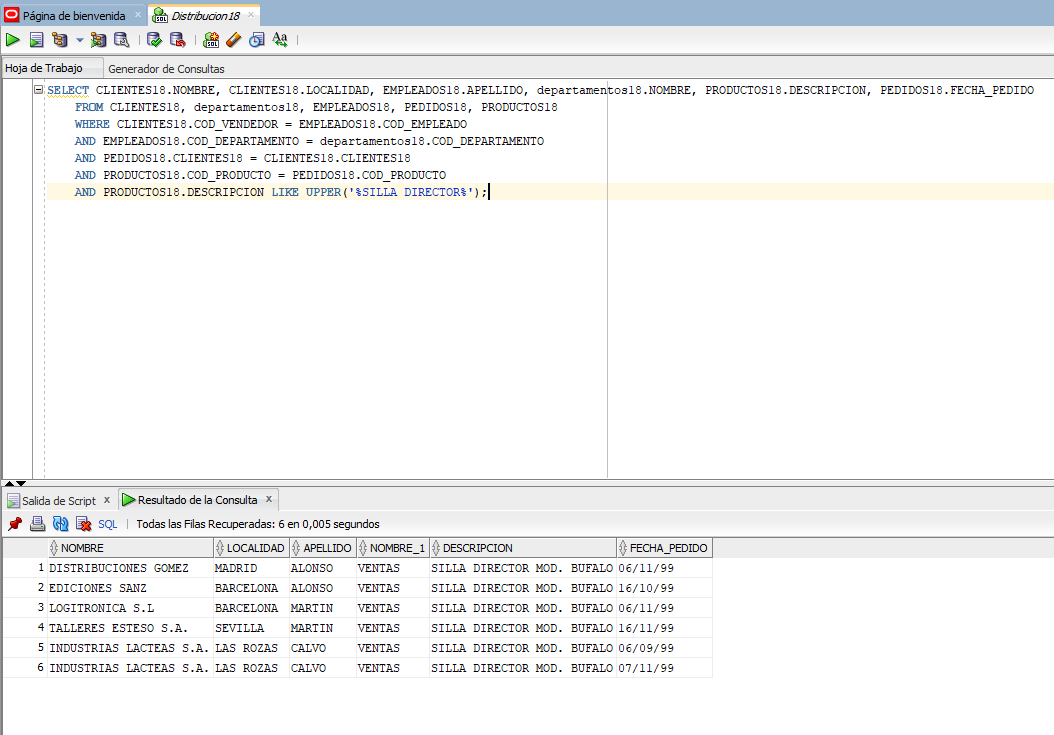 Página de bienvenida
Distribucion18
Hoja de Trabajo Generador de Consultas
SELECT CLIENTES18.NOMBRE, CLIENTES18.LOCALIDAD, EMPLEADOS18.APELLIDO, departamentos18.NOMBRE, PRODUCTOS18.DESCRIPCION, PEDIDOS18.FECHA_PEDIDO
FROM CLIENTES18, departamentos18, EMPLEADOS18, PEDIDOS18, PRODUCTOS18
WHERE CLIENTES18.COD_VENDEDOR = EMPLEADOS18.COD_EMPLEADO
AND EMPLEADOS18.COD_DEPARTAMENTO = departamentos18.COD_DEPARTAMENTO
AND PEDIDOS18.CLIENTES18 = CLIENTES18.CLIENTES18
AND PRODUCTOS18.COD_PRODUCTO = PEDIDOS18.COD_PRODUCTO
AND PRODUCTOS18.DESCRIPCION LIKE UPPER('%SILLA DIRECTOR%');
Salida de Script x Resultado de la Consulta x
SQL | Todas las Filas Recuperadas: 6 en 0,005 segundos
NOMBRE LOCALIDAD APELLIDO NOMBRE_1 DESCRIPCION FECHA_PEDIDO
1 DISTRIBUCIONES GOMEZ MADRID ALONSO VENTAS SILLA DIRECTOR MOD. BUFALO 06/11/99
2 EDICIONES SANZ BARCELONA ALONSO VENTAS SILLA DIRECTOR MOD. BUFALO 16/10/99
3 LOGITRONICA S.L BARCELONA MARTIN VENTAS SILLA DIRECTOR MOD. BUFALO 06/11/99
4 TALLERES ESTESO S.A. SEVILLA MARTIN VENTAS SILLA DIRECTOR MOD. BUFALO 16/11/99
5 INDUSTRIAS LACTEAS S.A. LAS ROZAS CALVO VENTAS SILLA DIRECTOR MOD. BUFALO 06/09/99
6 INDUSTRIAS LACTEAS S.A. LAS ROZAS CALVO VENTAS SILLA DIRECTOR MOD. BUFALO 07/11/99